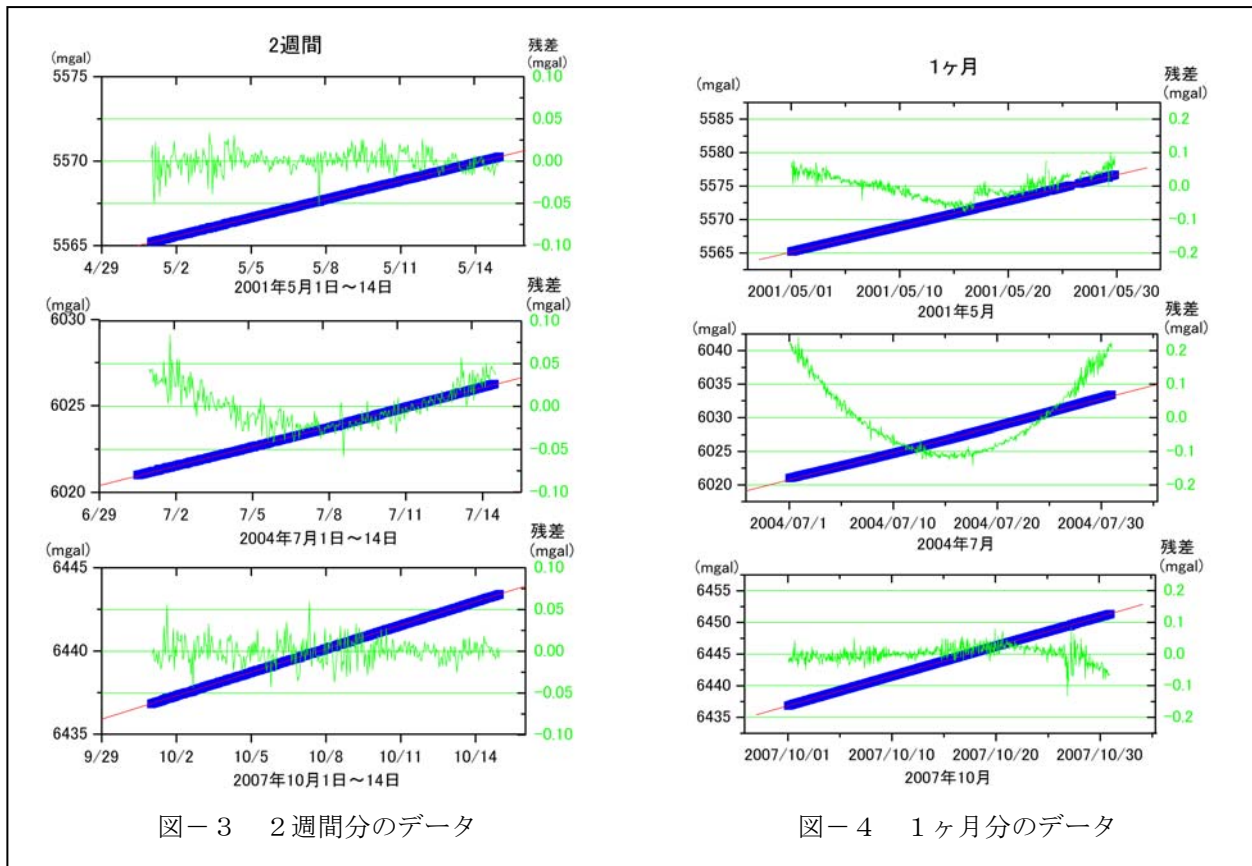 2週間
(mgal)
残差
(mgal)
5575
5570
5565
0.10
0.05
0.00
-0.05
-0.10
4/29 5/2 5/5 5/8 5/11 5/14
2001年5月1日～14日
(mgal)
残差
(mgal)
6030
6025
6020
0.10
0.05
0.00
-0.05
-0.10
6/29 7/2 7/5 7/8 7/11 7/14
2004年7月1日～14日
(mgal)
残差
(mgal)
6445
6440
6435
0.10
0.05
0.00
-0.05
-0.10
9/29 10/2 10/5 10/8 10/11 10/14
2007年10月1日～14日
図－3 2週間分のデータ
1ヶ月
(mgal)
残差
(mgal)
5585
5580
5575
5570
5565
0.2
0.1
0.0
-0.1
-0.2
2001/05/01 2001/05/10 2001/05/20 2001/05/30
2001年5月
(mgal)
残差
(mgal)
6040
6035
6030
6025
6020
0.2
0.1
0.0
-0.1
-0.2
2004/07/1 2004/07/10 2004/07/20 2004/07/30
2004年7月
(mgal)
残差
(mgal)
6455
6450
6445
6440
6435
0.2
0.1
0.0
-0.1
-0.2
2007/10/01 2007/10/10 2007/10/20 2007/10/30
2007年10月
図－4 1ヶ月分のデータ